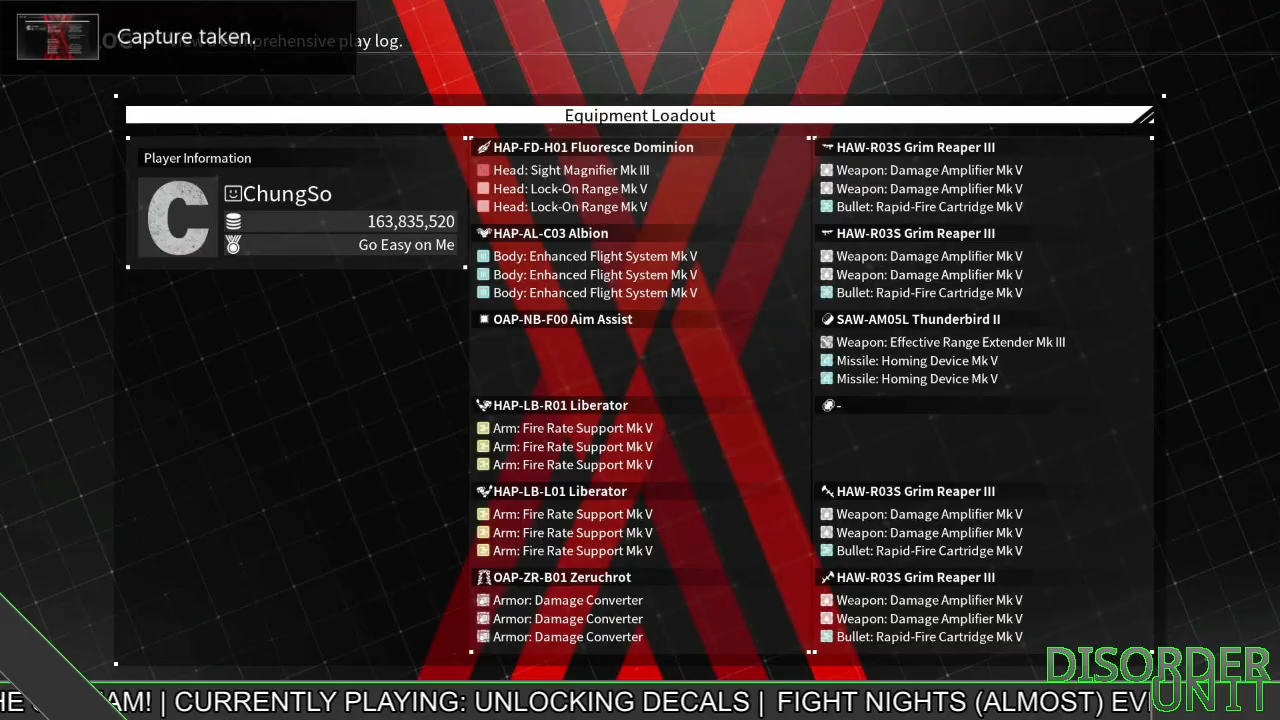 Capture taken.
comprehensive play log.
Equipment Loadout
Player Information
ChungSo
163,835,520
Go Easy on Me
HAP-FD-H01 Fluoresce Dominion
Head: Sight Magnifier Mk III
Head: Lock-On Range Mk V
Head: Lock-On Range Mk V
HAP-AL-C03 Albion
Body: Enhanced Flight System Mk V
Body: Enhanced Flight System Mk V
Body: Enhanced Flight System Mk V
OAP-NB-F00 Aim Assist
HAP-LB-R01 Liberator
Arm: Fire Rate Support Mk V
Arm: Fire Rate Support Mk V
Arm: Fire Rate Support Mk V
HAP-LB-L01 Liberator
Arm: Fire Rate Support Mk V
Arm: Fire Rate Support Mk V
Arm: Fire Rate Support Mk V
OAP-ZR-B01 Zeruchrot
Armor: Damage Converter
Armor: Damage Converter
Armor: Damage Converter
HAW-R03S Grim Reaper III
Weapon: Damage Amplifier Mk V
Weapon: Damage Amplifier Mk V
Bullet: Rapid-Fire Cartridge Mk V
HAW-R03S Grim Reaper III
Weapon: Damage Amplifier Mk V
Weapon: Damage Amplifier Mk V
Bullet: Rapid-Fire Cartridge Mk V
SAW-AM05L Thunderbird II
Weapon: Effective Range Extender Mk III
Missile: Homing Device Mk V
Missile: Homing Device Mk V
-
HAW-R03S Grim Reaper III
Weapon: Damage Amplifier Mk V
Weapon: Damage Amplifier Mk V
Bullet: Rapid-Fire Cartridge Mk V
HAW-R03S Grim Reaper III
Weapon: Damage Amplifier Mk V
Weapon: Damage Amplifier Mk V
Bullet: Rapid-Fire Cartridge Mk V
DISORDER
UNIT
HE AM! | CURRENTLY PLAYING: UNLOCKING DECALS | FIGHT NIGHTS (ALMOST) EV